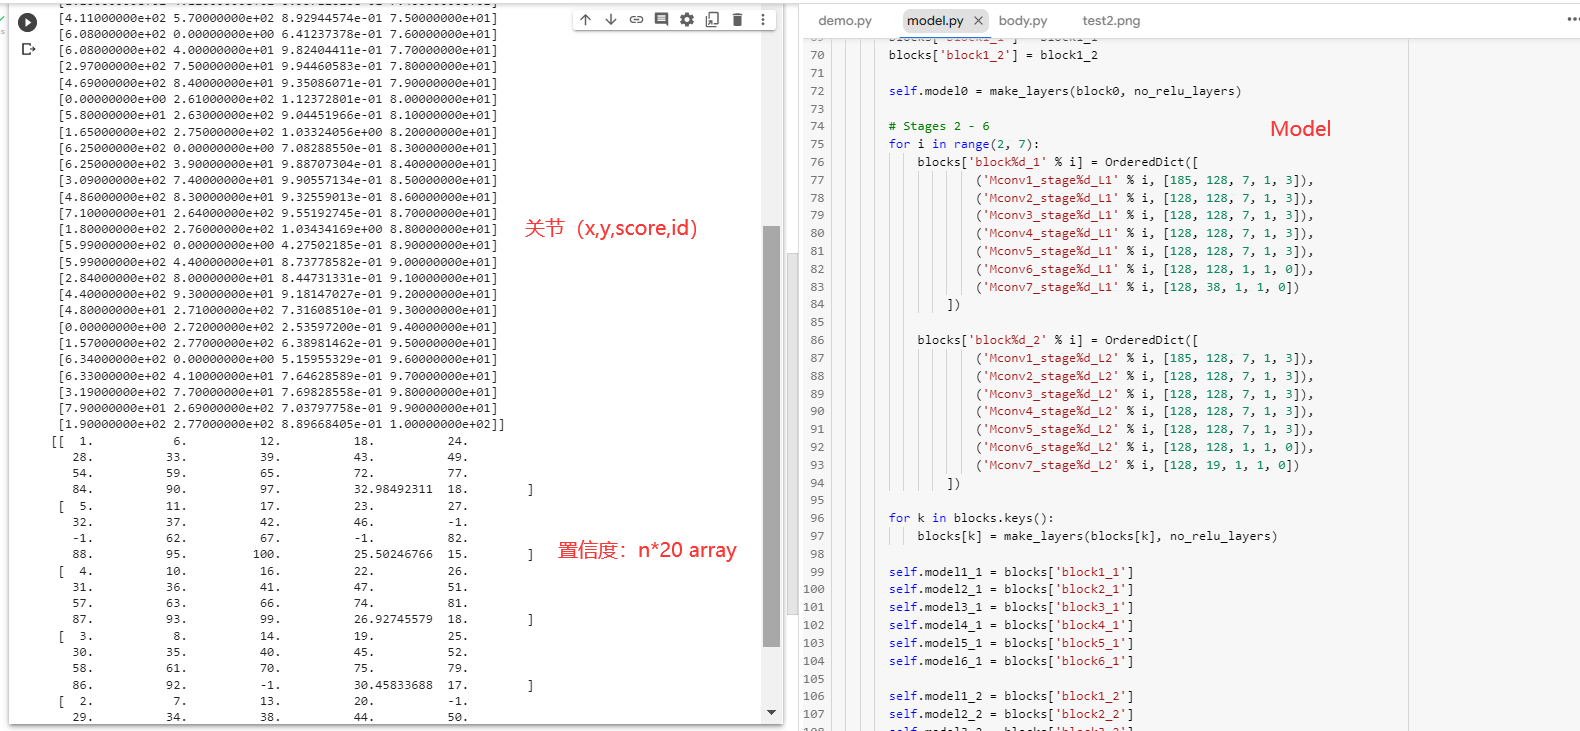 [4.11000000e+02 5.70000000e+02 8.92944574e-01 7.50000000e+01]
[6.08000000e+02 0.00000000e+00 6.41237378e-01 7.60000000e+01]
[6.08000000e+02 4.00000000e+01 9.82404411e-01 7.70000000e+01]
[2.97000000e+02 7.50000000e+01 9.94460583e-01 7.80000000e+01]
[4.69000000e+02 8.40000000e+01 9.35086071e-01 7.90000000e+01]
[0.00000000e+00 2.61000000e+02 1.12372801e-01 8.00000000e+01]
[5.80000000e+01 2.63000000e+02 9.04451966e-01 8.10000000e+01]
[1.65000000e+02 2.75000000e+02 1.03324056e+00 8.20000000e+01]
[6.25000000e+02 0.00000000e+00 7.08288550e-01 8.30000000e+01]
[6.25000000e+02 3.90000000e+01 9.88707304e-01 8.40000000e+01]
[3.09000000e+02 7.40000000e+01 9.90557134e-01 8.50000000e+01]
[4.86000000e+02 8.30000000e+01 9.32559013e-01 8.60000000e+01]
[7.10000000e+01 2.64000000e+02 9.55192745e-01 8.70000000e+01]
[1.80000000e+02 2.76000000e+02 1.03434169e+00 8.80000000e+01]
[5.99000000e+02 0.00000000e+00 4.27502185e-01 8.90000000e+01]
[5.99000000e+02 4.40000000e+01 8.73778582e-01 9.00000000e+01]
[2.84000000e+02 8.00000000e+01 8.44731331e-01 9.10000000e+01]
[4.40000000e+02 9.30000000e+01 9.18147027e-01 9.20000000e+01]
[4.80000000e+01 2.71000000e+02 7.31608510e-01 9.30000000e+01]
[0.00000000e+00 2.72000000e+02 2.53597200e-01 9.40000000e+01]
[1.57000000e+02 2.77000000e+02 6.38981462e-01 9.50000000e+01]
[6.34000000e+02 0.00000000e+00 5.15955329e-01 9.60000000e+01]
[6.33000000e+02 4.10000000e+01 7.64628589e-01 9.70000000e+01]
[3.19000000e+02 7.70000000e+01 7.69828558e-01 9.80000000e+01]
[7.90000000e+01 2.69000000e+02 7.03797758e-01 9.90000000e+01]
[1.90000000e+02 2.77000000e+02 8.89668405e-01 1.00000000e+02]]
[[ 1. 6. 12. 18. 24.
28. 33. 39. 43. 49.
54. 59. 65. 72. 77.
84. 90. 97. 32.98492311 18. ]
[ 5. 11. 17. 23. 27.
32. 37. 42. 46. -1.
-1. 62. 67. -1. 82.
88. 95. 100. 25.50246766 15. ]
[ 4. 10. 16. 22. 26.
31. 36. 41. 47. 51.
57. 63. 66. 74. 81.
87. 93. 99. 26.92745579 18. ]
[ 3. 8. 14. 19. 25.
30. 35. 40. 45. 52.
58. 61. 70. 75. 79.
86. 92. -1. 30.45833688 17. ]
[ 2. 7. 13. 20. -1.
29. 34. 38. 44. 50.
关节（x,y,score,id）
置信度：n*20 array
demo.py model.py × body.py test2.png
70 blocks['block1_2'] = block1_2
71
72 self.model0 = make_layers(block0, no_relu_layers)
73
74 # Stages 2 - 6
75 for i in range(2, 7):
76 blocks['block%d_1' % i] = OrderedDict([
77 ('Mconv1_stage%d_L1' % i, [185, 128, 7, 1, 3]),
78 ('Mconv2_stage%d_L1' % i, [128, 128, 7, 1, 3]),
79 ('Mconv3_stage%d_L1' % i, [128, 128, 7, 1, 3]),
80 ('Mconv4_stage%d_L1' % i, [128, 128, 7, 1, 3]),
81 ('Mconv5_stage%d_L1' % i, [128, 128, 7, 1, 3]),
82 ('Mconv6_stage%d_L1' % i, [128, 128, 1, 1, 0]),
83 ('Mconv7_stage%d_L1' % i, [128, 38, 1, 1, 0])
84 ])
85
86 blocks['block%d_2' % i] = OrderedDict([
87 ('Mconv1_stage%d_L2' % i, [185, 128, 7, 1, 3]),
88 ('Mconv2_stage%d_L2' % i, [128, 128, 7, 1, 3]),
89 ('Mconv3_stage%d_L2' % i, [128, 128, 7, 1, 3]),
90 ('Mconv4_stage%d_L2' % i, [128, 128, 7, 1, 3]),
91 ('Mconv5_stage%d_L2' % i, [128, 128, 7, 1, 3]),
92 ('Mconv6_stage%d_L2' % i, [128, 128, 1, 1, 0]),
93 ('Mconv7_stage%d_L2' % i, [128, 19, 1, 1, 0])
94 ])
95
96 for k in blocks.keys():
97 blocks[k] = make_layers(blocks[k], no_relu_layers)
98
99 self.model1_1 = blocks['block1_1']
100 self.model2_1 = blocks['block2_1']
101 self.model3_1 = blocks['block3_1']
102 self.model4_1 = blocks['block4_1']
103 self.model5_1 = blocks['block5_1']
104 self.model6_1 = blocks['block6_1']
105
106 self.model1_2 = blocks['block1_2']
107 self.model2_2 = blocks['block2_2']
Model